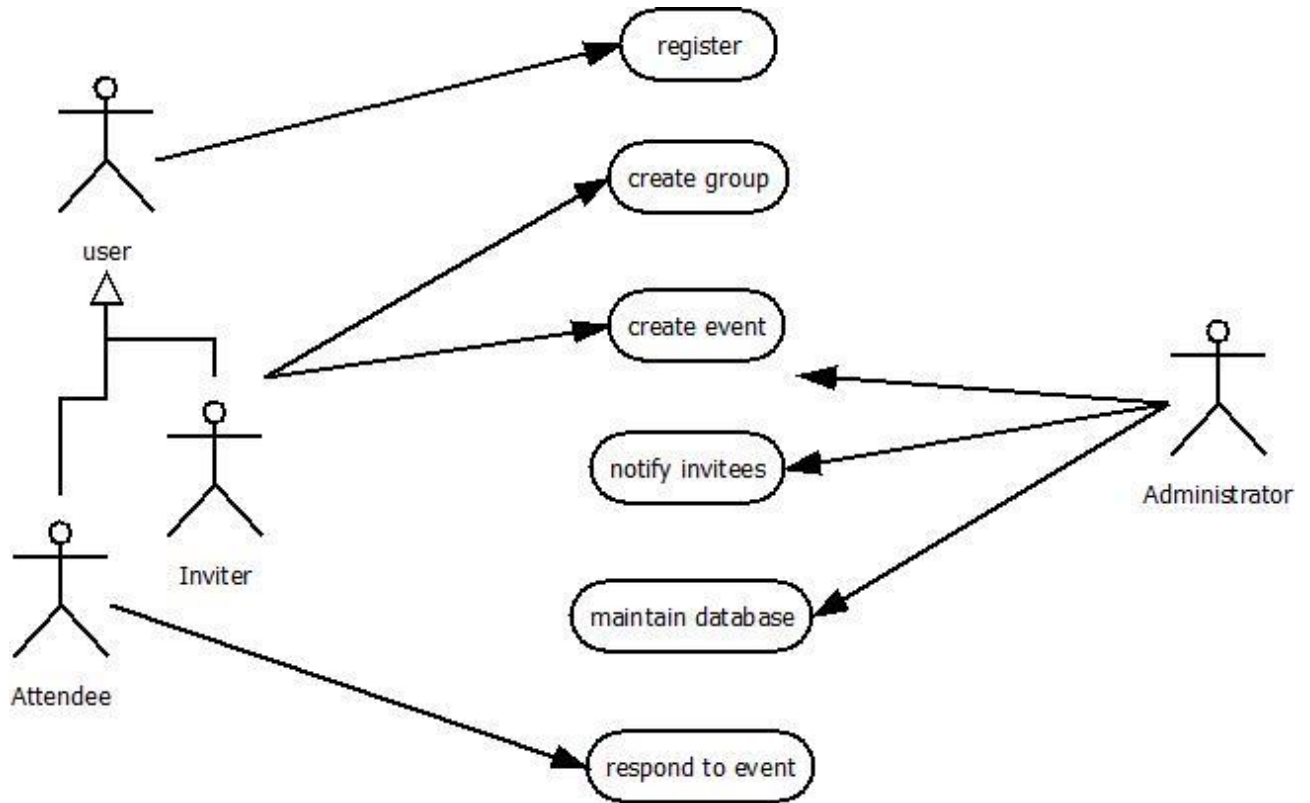 register
create group
user
create event
notify invitees
Administrator
Inviter
maintain database
Attendee
respond to event